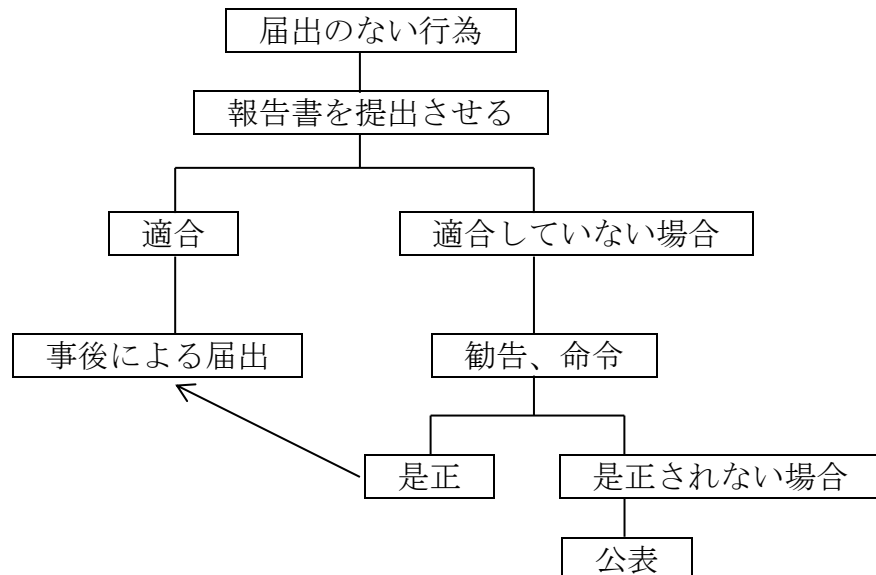 届出のない行為
報告書を提出させる
適合
適合していない場合
事後による届出
勧告、命令
是正
是正されない場合
公表